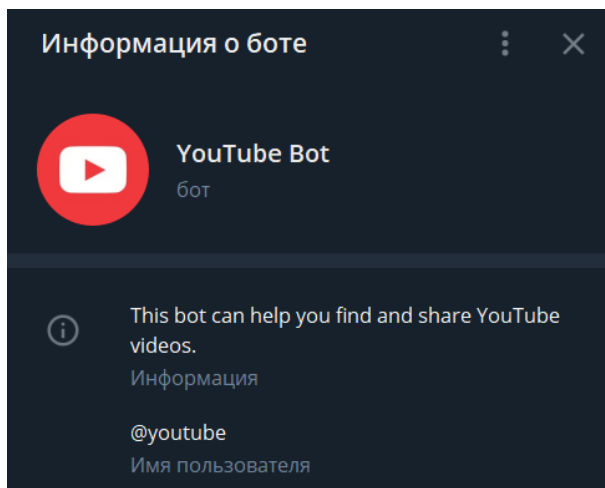 Информация о боте
YouTube Bot
бот
This bot can help you find and share YouTube
videos.
Информация
@youtube
Имя пользователя